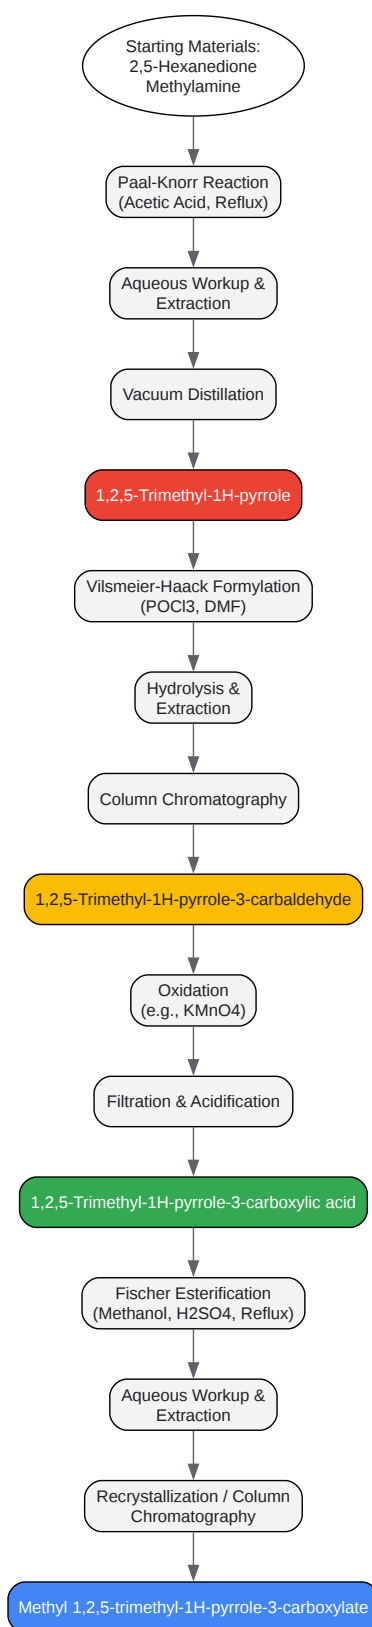 Starting Materials:
2,5-Hexanedione
Methylamine
Paal-Knorr Reaction
(Acetic Acid, Reflux)
Aqueous Workup &
Extraction
Vacuum Distillation
1,2,5-Trimethyl-1H-pyrrole
Vilsmeier-Haack Formylation
(POCl3, DMF)
Hydrolysis &
Extraction
Column Chromatography
1,2,5-Trimethyl-1H-pyrrole-3-carbaldehyde
Oxidation
(e.g., KMnO4)
Filtration & Acidification
1,2,5-Trimethyl-1H-pyrrole-3-carboxylic acid
Fischer Esterification
(Methanol, H2SO4, Reflux)
Aqueous Workup &
Extraction
Recrystallization / Column
Chromatography
Methyl 1,2,5-trimethyl-1H-pyrrole-3-carboxylate